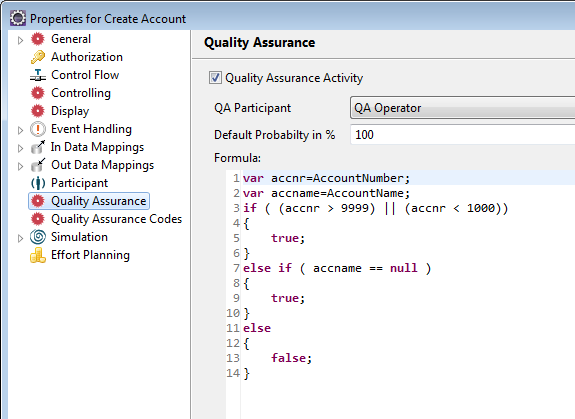 Properties for Create Account
General
Authorization
Control Flow
Controlling
Display
Event Handling
In Data Mappings
Out Data Mappings
Participant
Quality Assurance
Quality Assurance Codes
Simulation
Effort Planning
Quality Assurance
Quality Assurance Activity
QA Participant QA Operator
Default Probabilty in % 100
Formula:
1 var accnr=AccountNumber;
2 var accname=AccountName;
3 if ( (accnr > 9999) || (accnr < 1000))
4 {
5 true;
6 }
7 else if ( accname == null )
8 {
9 true;
10 }
11 else
12 {
13 false;
14 }